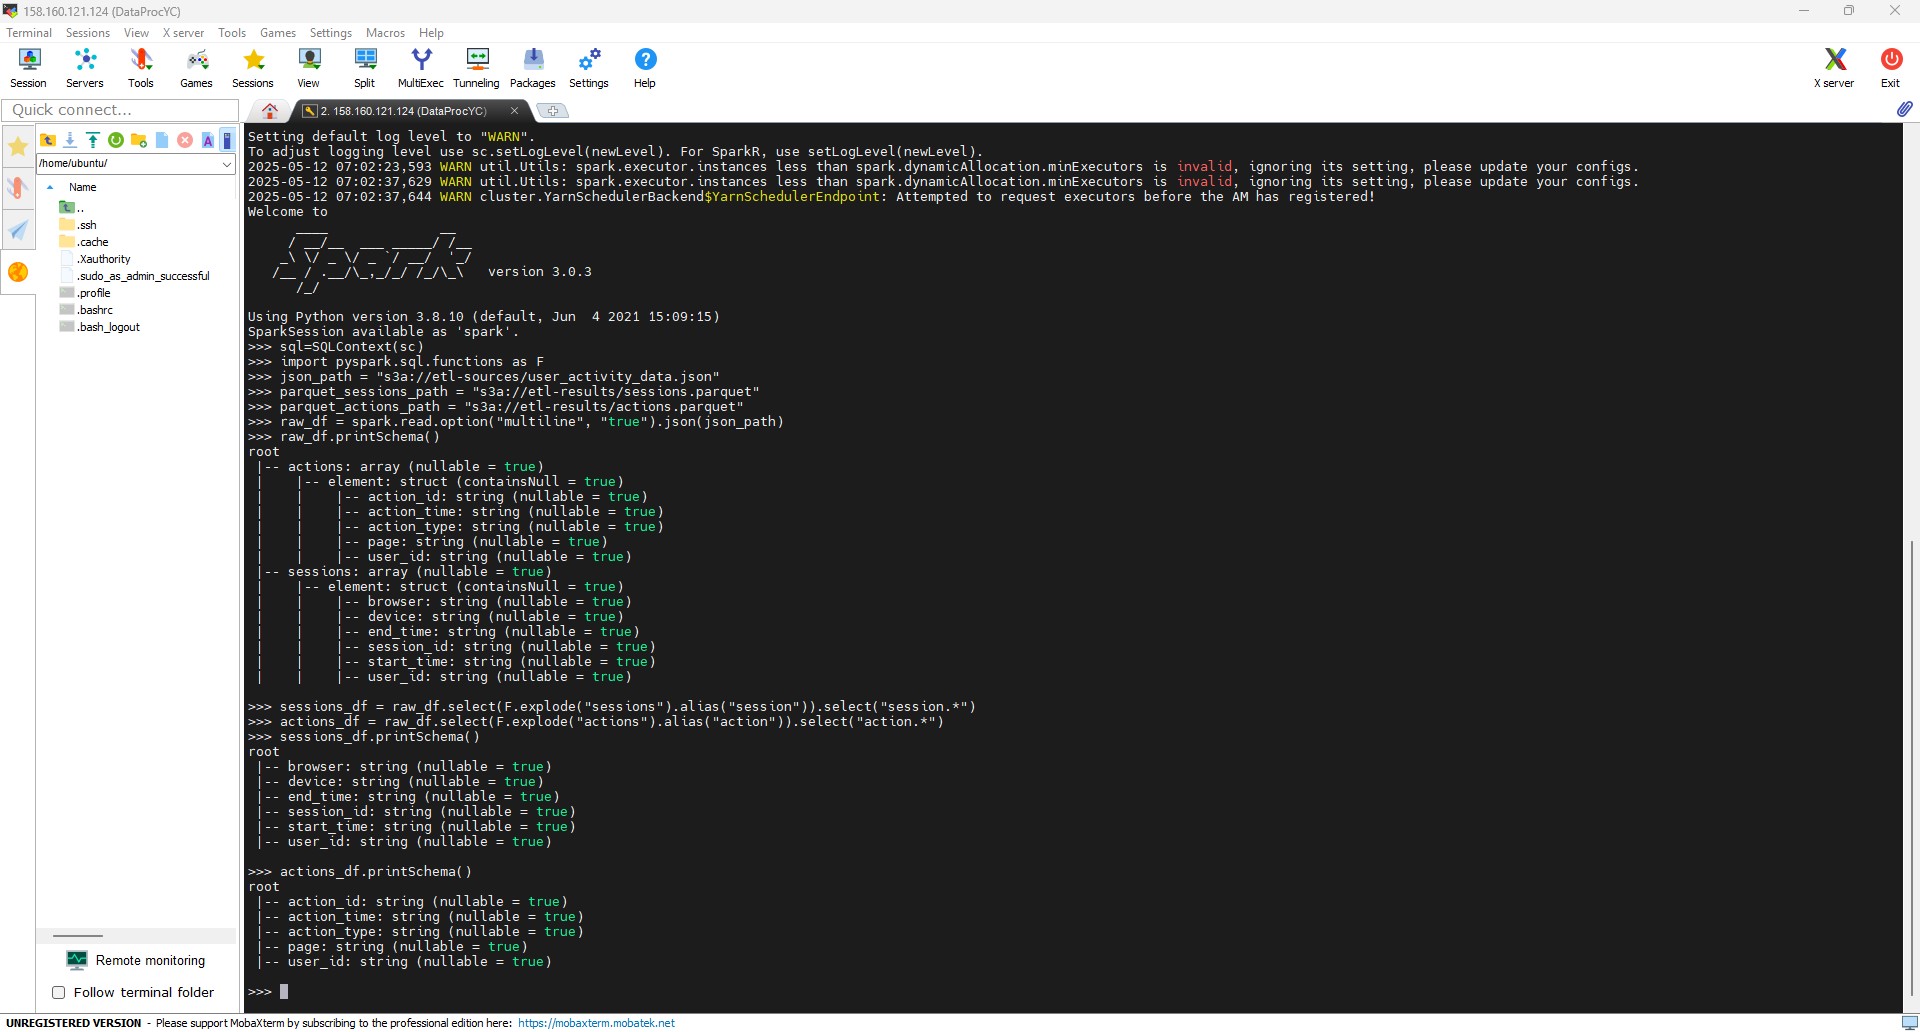 158.160.121.124 (DataProcYC)
Terminal Sessions View X server Tools Games Settings Macros Help
Session Servers Tools Games Sessions View Split MultiExec Tunneling Packages Settings Help X server Exit
Quick connect...
2. 158.160.121.124 (DataProcYC)
/home/ubuntu/
Name
..
.ssh
.cache
.Xauthority
.sudo_as_admin_successful
.profile
.bashrc
.bash_logout
Remote monitoring
Follow terminal folder
Setting default log level to "WARN".
To adjust logging level use sc.setLogLevel(newLevel). For SparkR, use setLogLevel(newLevel).
2025-05-12 07:02:23,593 WARN util.Utils: spark.executor.instances less than spark.dynamicAllocation.minExecutors is invalid, ignoring its setting, please update your configs.
2025-05-12 07:02:37,629 WARN util.Utils: spark.executor.instances less than spark.dynamicAllocation.minExecutors is invalid, ignoring its setting, please update your configs.
2025-05-12 07:02:37,644 WARN cluster.YarnSchedulerBackend$YarnSchedulerEndpoint: Attempted to request executors before the AM has registered!
Welcome to
      ____              __
     / __/__  ___ _____/ /__
    _\ \/ _ \/ _ `/ __/  '_/
   /__ / .__/\_,_/_/ /_/\_\   version 3.0.3
      /_/
Using Python version 3.8.10 (default, Jun  4 2021 15:09:15)
SparkSession available as 'spark'.
>>> sql=SQLContext(sc)
>>> import pyspark.sql.functions as F
>>> json_path = "s3a://etl-sources/user_activity_data.json"
>>> parquet_sessions_path = "s3a://etl-results/sessions.parquet"
>>> parquet_actions_path = "s3a://etl-results/actions.parquet"
>>> raw_df = spark.read.option("multiline", "true").json(json_path)
>>> raw_df.printSchema()
root
 |-- actions: array (nullable = true)
 |    |-- element: struct (containsNull = true)
 |    |    |-- action_id: string (nullable = true)
 |    |    |-- action_time: string (nullable = true)
 |    |    |-- action_type: string (nullable = true)
 |    |    |-- page: string (nullable = true)
 |    |    |-- user_id: string (nullable = true)
 |-- sessions: array (nullable = true)
 |    |-- element: struct (containsNull = true)
 |    |    |-- browser: string (nullable = true)
 |    |    |-- device: string (nullable = true)
 |    |    |-- end_time: string (nullable = true)
 |    |    |-- session_id: string (nullable = true)
 |    |    |-- start_time: string (nullable = true)
 |    |    |-- user_id: string (nullable = true)
>>> sessions_df = raw_df.select(F.explode("sessions").alias("session")).select("session.*")
>>> actions_df = raw_df.select(F.explode("actions").alias("action")).select("action.*")
>>> sessions_df.printSchema()
root
 |-- browser: string (nullable = true)
 |-- device: string (nullable = true)
 |-- end_time: string (nullable = true)
 |-- session_id: string (nullable = true)
 |-- start_time: string (nullable = true)
 |-- user_id: string (nullable = true)
>>> actions_df.printSchema()
root
 |-- action_id: string (nullable = true)
 |-- action_time: string (nullable = true)
 |-- action_type: string (nullable = true)
 |-- page: string (nullable = true)
 |-- user_id: string (nullable = true)
>>>
UNREGISTERED VERSION - Please support MobaXterm by subscribing to the professional edition here: https://mobaxterm.mobatek.net